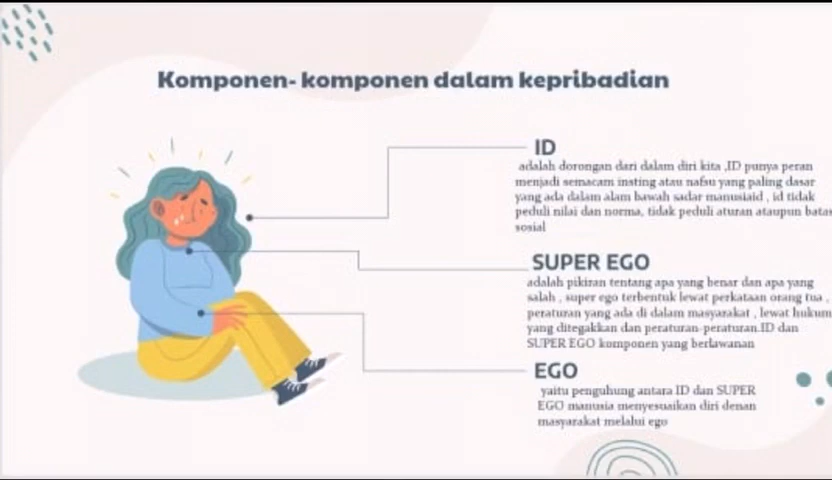 Komponen- komponen dalam kepribadian
ID
adalah dorongan dari dalam diri kita ,ID punya peran
menjadi semacam insting atau nafsu yang paling dasar
yang ada dalam alam bawah sadar manusiaid , id tidak
peduli nilai dan norma, tidak peduli aturan ataupun batas
sosial
SUPER EGO
adalah pikiran tentang apa yang benar dan apa yang
salah , super ego terbentuk lewat perkataan orang tua ,
peraturan yang ada di dalam masyarakat , lewat hukum
yang ditegakkan dan peraturan-peraturan.ID dan
SUPER EGO komponen yang berlawanan
EGO
yaitu penguhung antara ID dan SUPER
EGO manusia menyesuaikan diri denan
masyarakat melalui ego